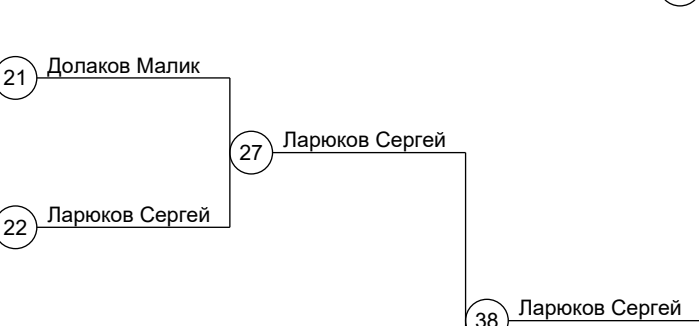 21 Долаков Малик
27 Ларюков Сергей
22 Ларюков Сергей
38 Ларюков Сергей